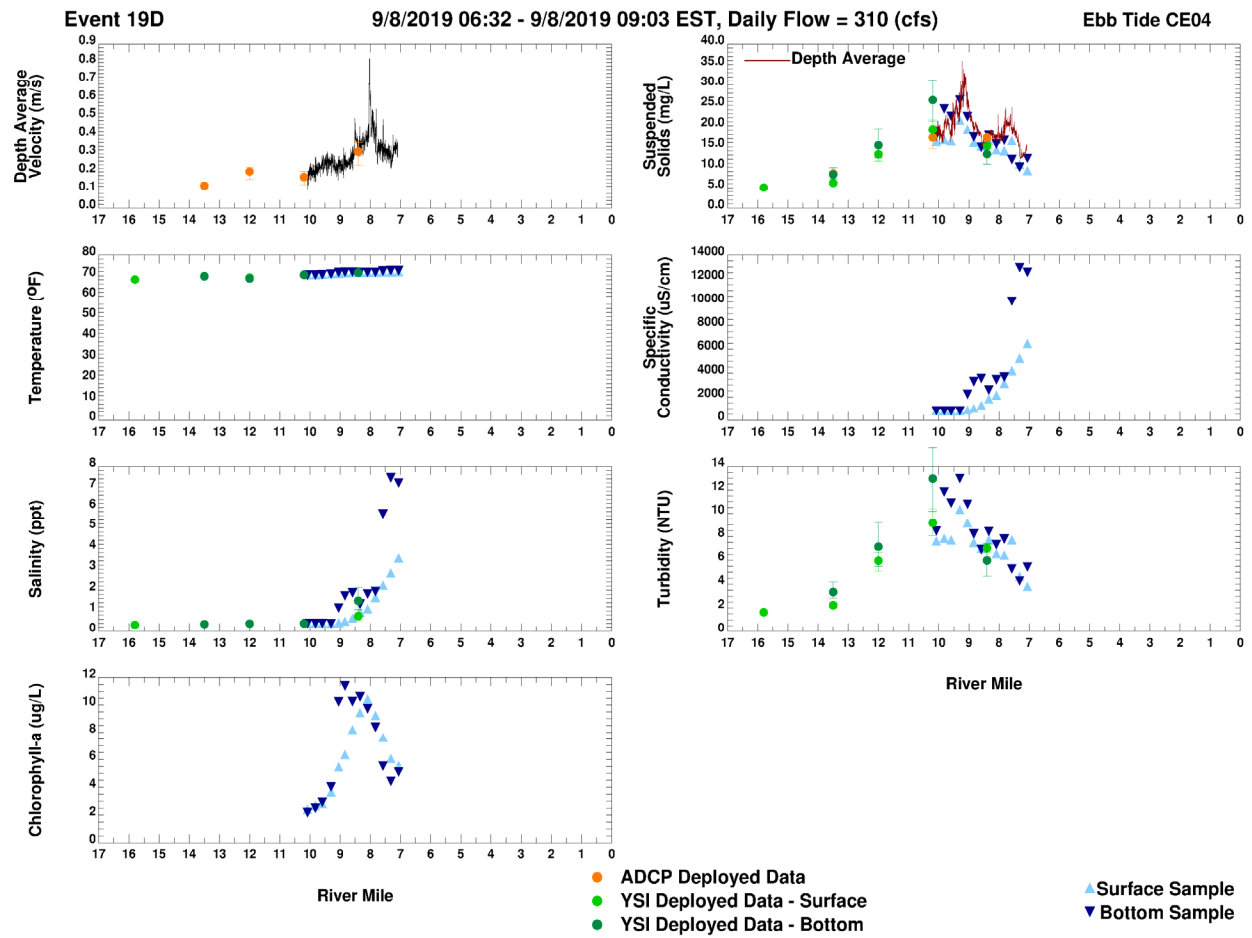 Event 19D 9/8/2019 06:32 - 9/8/2019 09:03 EST, Daily Flow = 310 (cfs) Ebb Tide CE04
Depth Average
Velocity (m/s)
0.9
0.8
0.7
0.6
0.5
0.4
0.3
0.2
0.1
0.0
17 16 15 14 13 12 11 10 9 8 7 6 5 4 3 2 1 0
Suspended
Solids (mg/L)
40.0
35.0
30.0
25.0
20.0
15.0
10.0
5.0
0.0
Depth Average
17 16 15 14 13 12 11 10 9 8 7 6 5 4 3 2 1 0
Temperature (ºF)
80
70
60
50
40
30
20
10
0
17 16 15 14 13 12 11 10 9 8 7 6 5 4 3 2 1 0
Specific
Conductivity (uS/cm)
14000
12000
10000
8000
6000
4000
2000
0
17 16 15 14 13 12 11 10 9 8 7 6 5 4 3 2 1 0
Salinity (ppt)
8
7
6
5
4
3
2
1
0
17 16 15 14 13 12 11 10 9 8 7 6 5 4 3 2 1 0
Turbidity (NTU)
14
12
10
8
6
4
2
0
17 16 15 14 13 12 11 10 9 8 7 6 5 4 3 2 1 0
River Mile
Chlorophyll-a (ug/L)
12
10
8
6
4
2
0
17 16 15 14 13 12 11 10 9 8 7 6 5 4 3 2 1 0
River Mile
ADCP Deployed Data
YSI Deployed Data - Surface
YSI Deployed Data - Bottom
Surface Sample
Bottom Sample